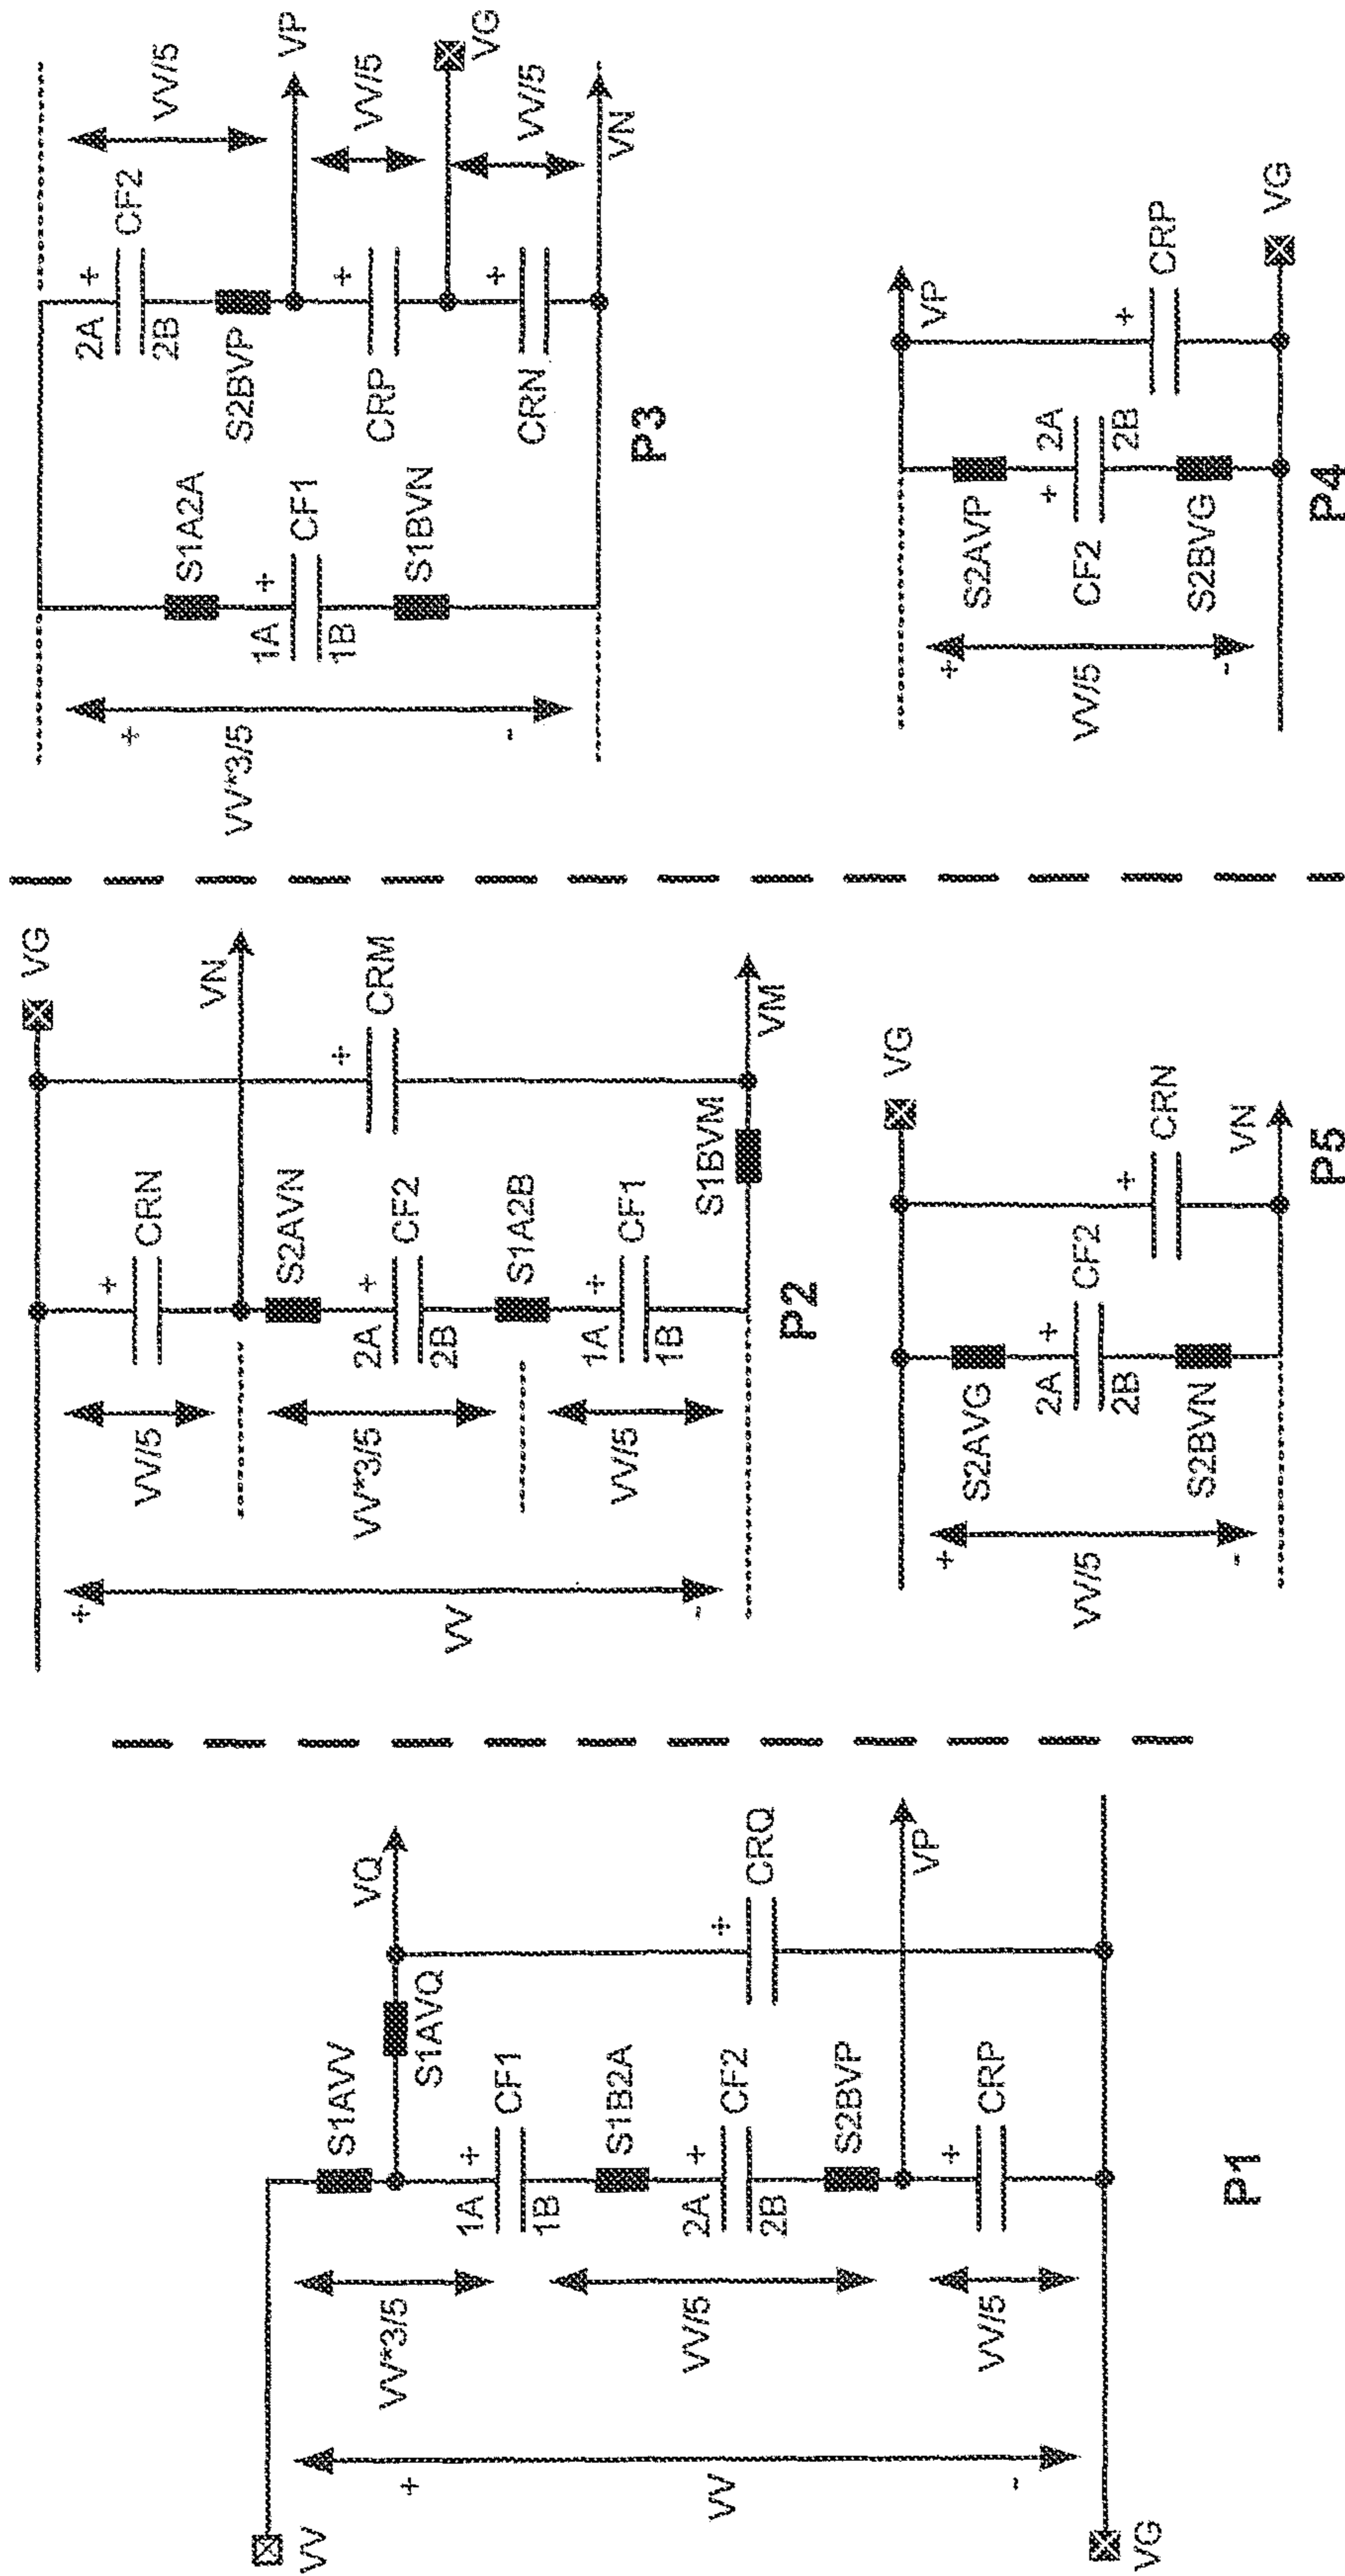 VV
VG
+
VV
-
VV*3/5
VV/5
VV/5
S1AVV
S1AVQ
VQ
1A
+
1B
CF1
S1B2A
2A
+
2B
CF2
S2BVP
VP
+
CRP
+
CRQ
P1
VG
+
VV
-
VV/5
VV*3/5
VV/5
+
CRN
VN
S2AVN
2A
+
2B
CF2
S1A2B
1A
+
1B
CF1
+
CRM
S1BVM
VM
P2
+
VV*3/5
-
S1A2A
1A
+
1B
CF1
S1BVN
2A
+
2B
CF2
S2BVP
+
CRP
+
CRN
VV/5
VP
VV/5
VG
VV/5
VN
P3
+
VV/5
-
S2AVP
+
2A
CF2
2B
S2BVG
VP
+
CRP
VG
P4
+
VV/5
-
S2AVG
2A
+
2B
CF2
S2BVN
VG
+
CRN
VN
P5